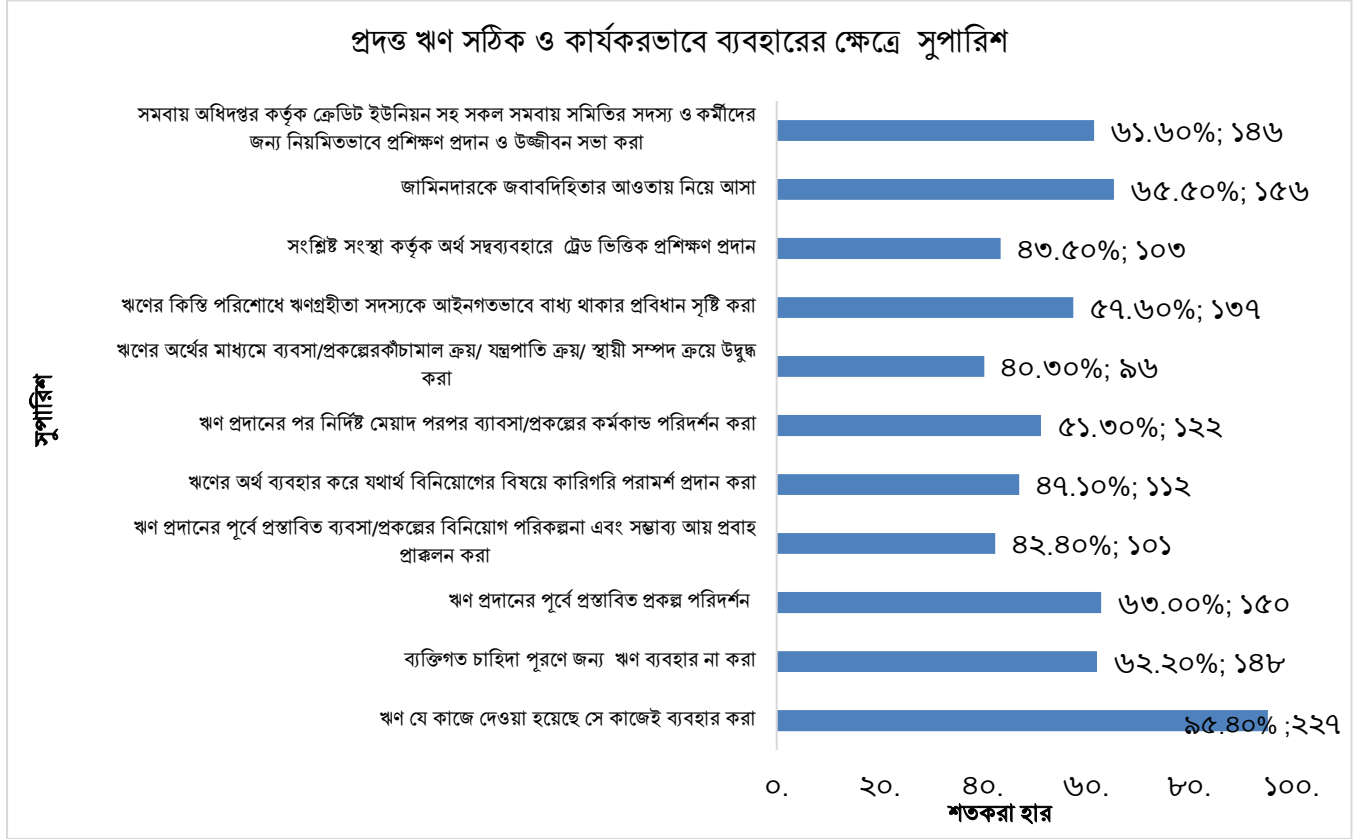 প্রদত্ত ঋণ সঠিক ও কার্যকরভাবে ব্যবহারের ক্ষেত্রে সুপারিশ
সমবায় অধিদপ্তর কর্তৃক ক্রেডিট ইউনিয়ন সহ সকল সমবায় সমিতির সদস্য ও কর্মীদের
জন্য নিয়মিতভাবে প্রশিক্ষণ প্রদান ও উজ্জীবন সভা করা
৬১.৬০%; ১৪৬
জামিনদারকে জবাবদিহিতার আওতায় নিয়ে আসা
৬৫.৫০%; ১৫৬
সংশ্লিষ্ট সংস্থা কর্তৃক অর্থ সদ্বব্যবহারে ট্রেড ভিত্তিক প্রশিক্ষণ প্রদান
৪৩.৫০%; ১০৩
ঋণের কিস্তি পরিশোধে ঋণগ্রহীতা সদস্যকে আইনগতভাবে বাধ্য থাকার প্রবিধান সৃষ্টি করা
৫৭.৬০%; ১৩৭
ঋণের অর্থের মাধ্যমে ব্যবসা/প্রকল্পেরকাঁচামাল ক্রয়/ যন্ত্রপাতি ক্রয়/ স্থায়ী সম্পদ ক্রয়ে উদ্বুদ্ধ
করা
৪০.৩০%; ৯৬
ঋণ প্রদানের পর নির্দিষ্ট মেয়াদ পরপর ব্যাবসা/প্রকল্পের কর্মকান্ড পরিদর্শন করা
৫১.৩০%; ১২২
ঋণের অর্থ ব্যবহার করে যথার্থ বিনিয়োগের বিষয়ে কারিগরি পরামর্শ প্রদান করা
৪৭.১০%; ১১২
ঋণ প্রদানের পূর্বে প্রস্তাবিত ব্যবসা/প্রকল্পের বিনিয়োগ পরিকল্পনা এবং সম্ভাব্য আয় প্রবাহ
প্রাক্কলন করা
৪২.৪০%; ১০১
ঋণ প্রদানের পূর্বে প্রস্তাবিত প্রকল্প পরিদর্শন
৬৩.০০%; ১৫০
ব্যক্তিগত চাহিদা পূরণে জন্য ঋণ ব্যবহার না করা
৬২.২০%; ১৪৮
ঋণ যে কাজে দেওয়া হয়েছে সে কাজেই ব্যবহার করা
৯৫.৪০% ;২২৭
সুপারিশ
০. ২০. ৪০. ৬০. ৮০. ১০০.
শতকরা হার